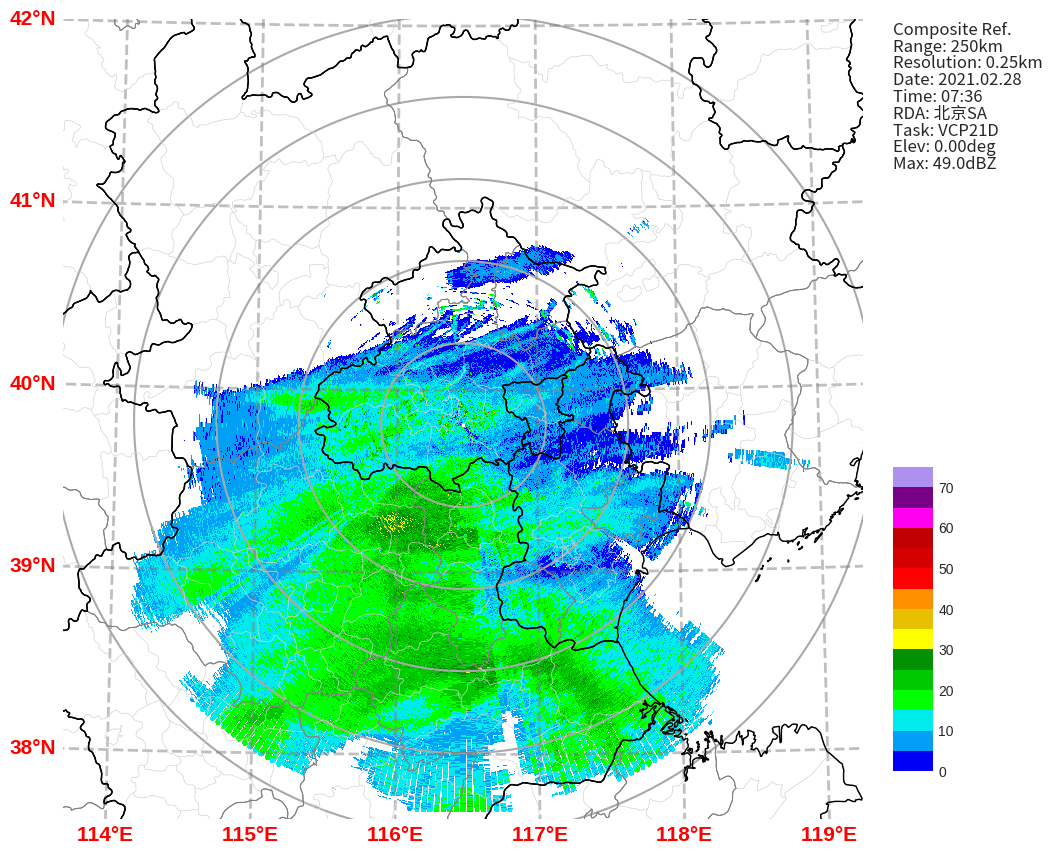 42°N
41°N
40°N
39°N
38°N
114°E
115°E
116°E
117°E
118°E
119°E
Composite Ref.
Range: 250km
Resolution: 0.25km
Date: 2021.02.28
Time: 07:36
RDA: 北京SA
Task: VCP21D
Elev: 0.00deg
Max: 49.0dBZ
70
60
50
40
30
20
10
0